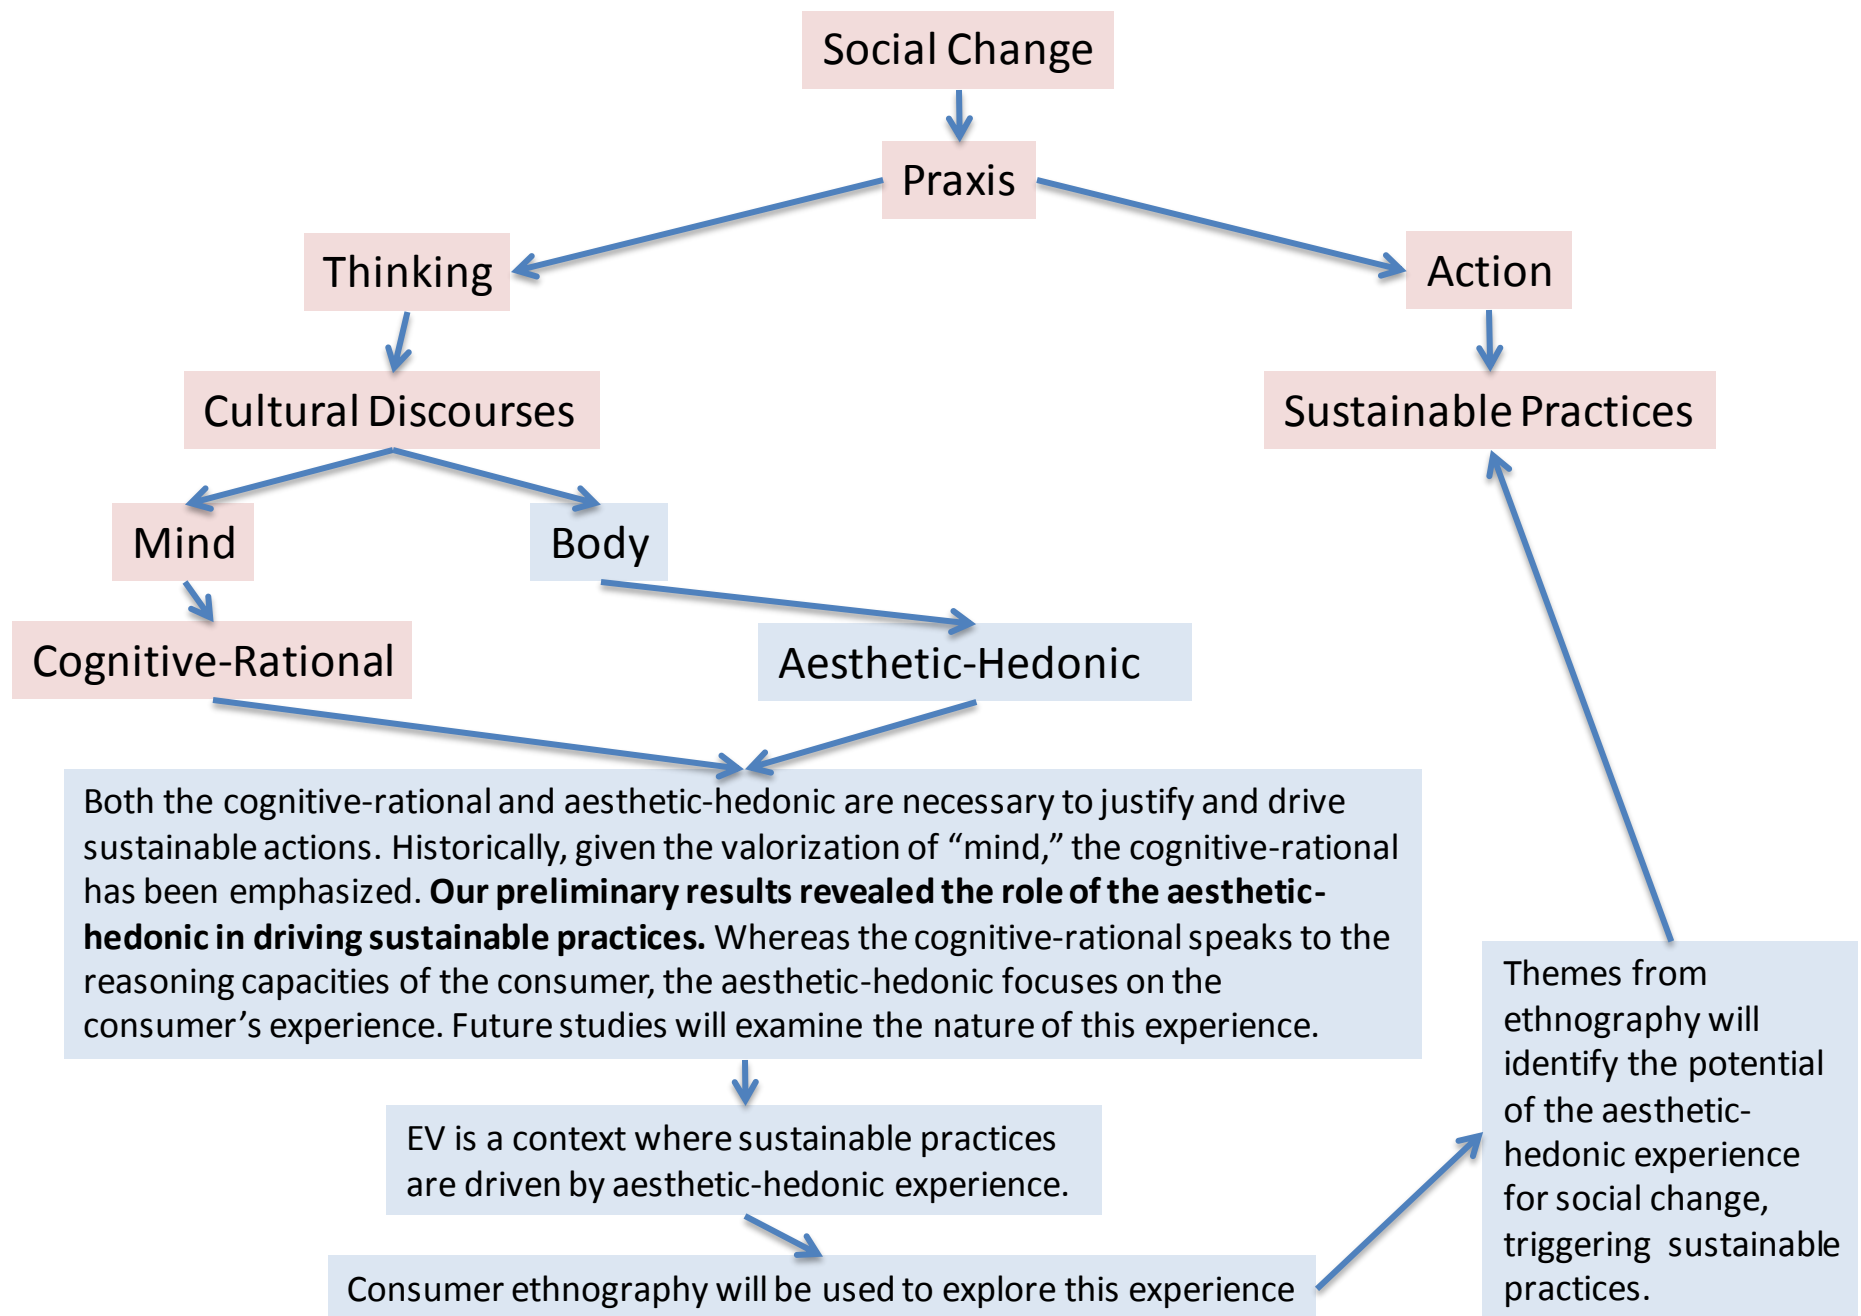 Social Change
Praxis
Thinking
Action
Cultural Discourses
Sustainable Practices
Mind
Body
Cognitive-Rational
Aesthetic-Hedonic
Both the cognitive-rational and aesthetic-hedonic are necessary to justify and drive
sustainable actions. Historically, given the valorization of “mind,” the cognitive-rational
has been emphasized. Our preliminary results revealed the role of the aesthetic-
hedonic in driving sustainable practices. Whereas the cognitive-rational speaks to the
reasoning capacities of the consumer, the aesthetic-hedonic focuses on the
consumer’s experience. Future studies will examine the nature of this experience.
EV is a context where sustainable practices
are driven by aesthetic-hedonic experience.
Consumer ethnography will be used to explore this experience
Themes from
ethnography will
identify the potential
of the aesthetic-
hedonic experience
for social change,
triggering sustainable
practices.